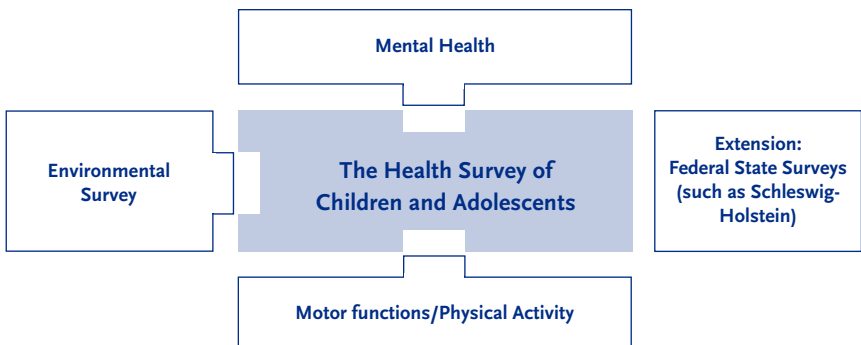 Mental Health
Environmental
Survey
The Health Survey of
Children and Adolescents
Extension:
Federal State Surveys
(such as Schleswig-
Holstein)
Motor functions/Physical Activity